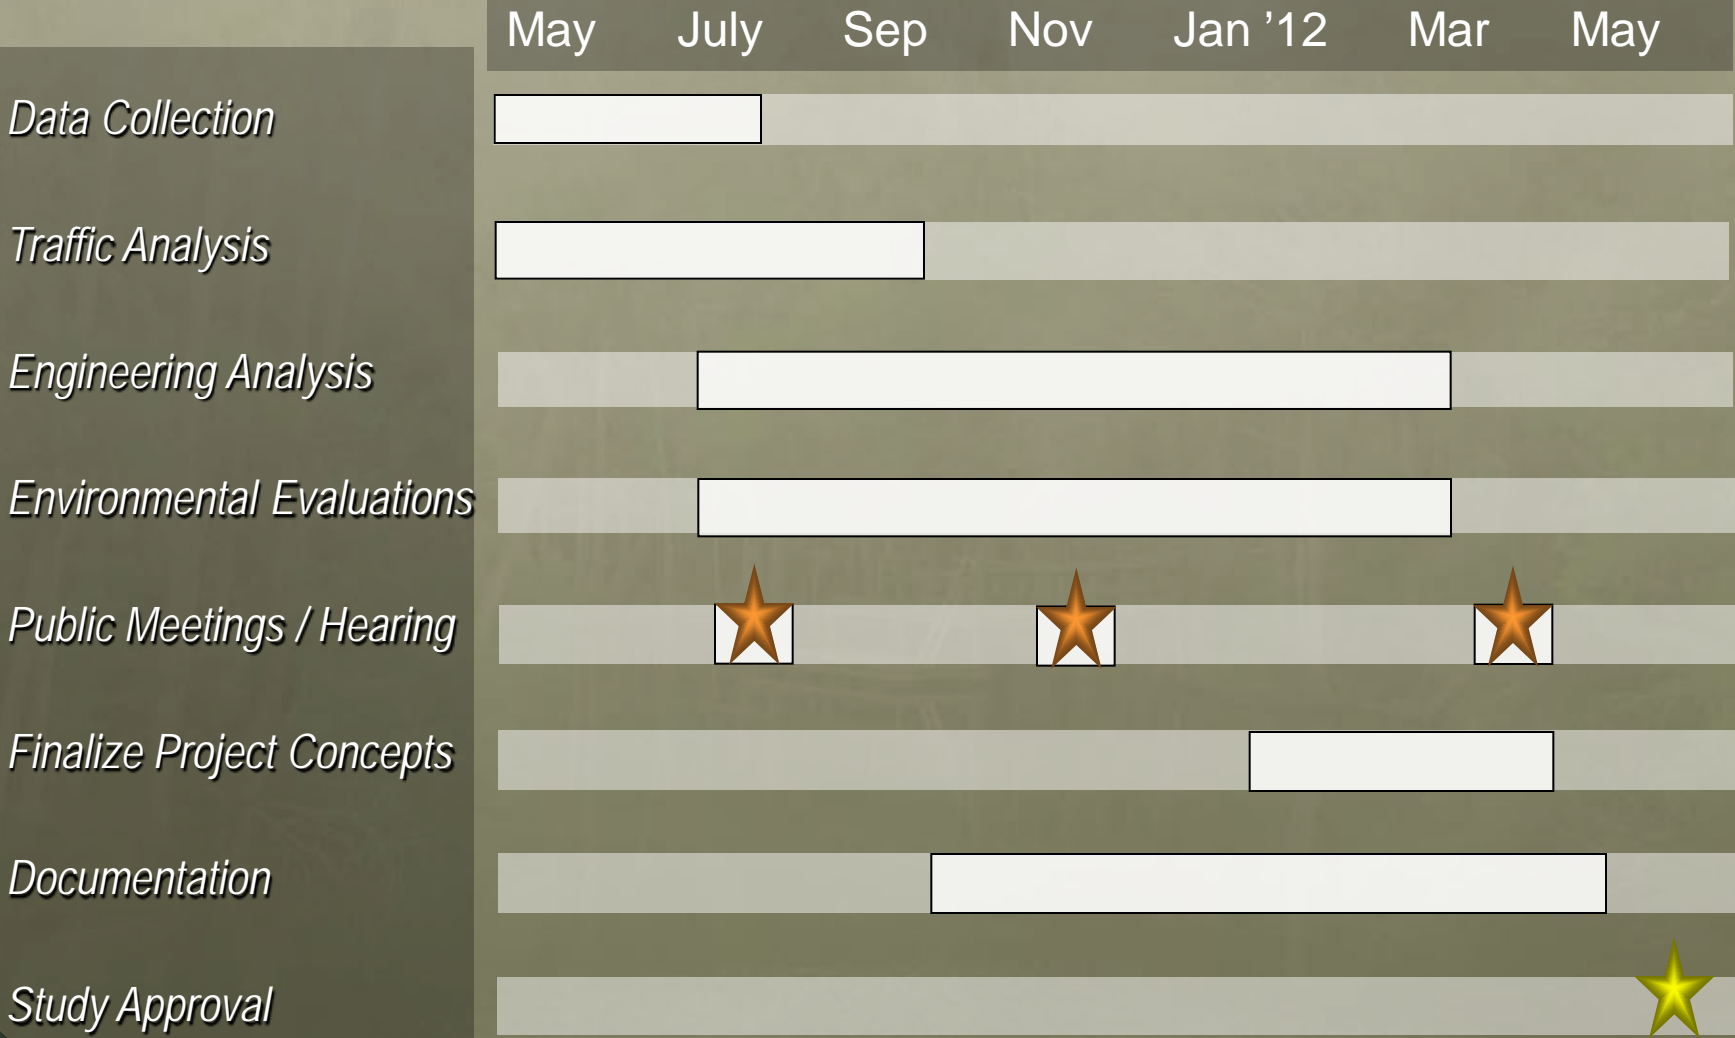 May July Sep Nov Jan ’12 Mar May
Data Collection
Traffic Analysis
Engineering Analysis
Environmental Evaluations
Public Meetings / Hearing
Finalize Project Concepts
Documentation
Study Approval